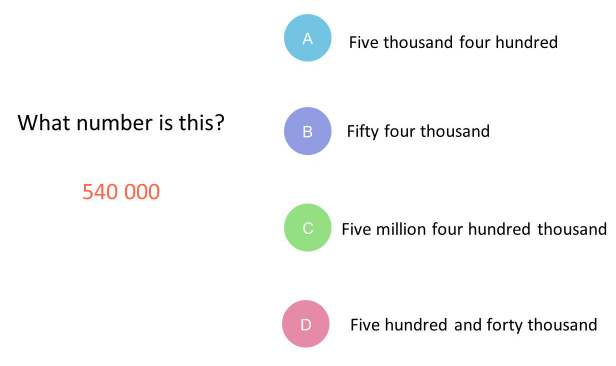 What number is this?
540 000
A Five thousand four hundred
B Fifty four thousand
C Five million four hundred thousand
D Five hundred and forty thousand